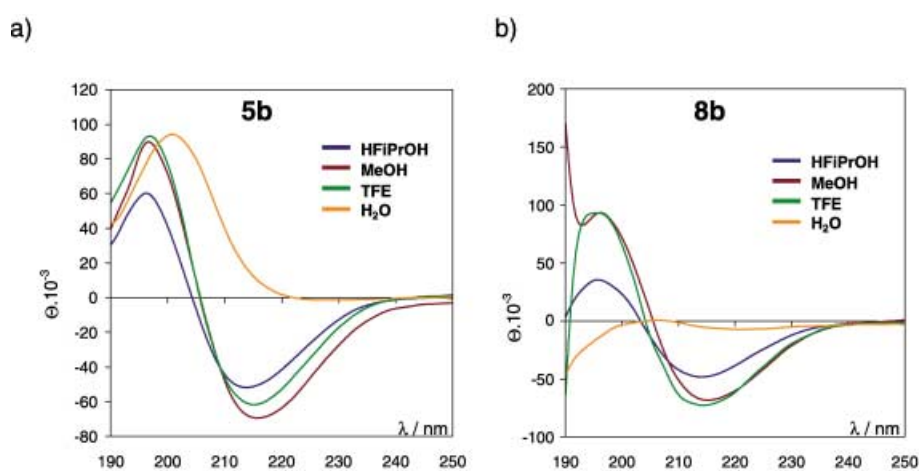 a)
b)
5b
8b
120
100
80
60
40
20
0
-20
-40
-60
-80
Θ.10⁻³
HFiPrOH
MeOH
TFE
H₂O
λ / nm
190 200 210 220 230 240 250
200
150
100
50
0
-50
-100
Θ.10⁻³
HFiPrOH
MeOH
TFE
H₂O
λ / nm
190 200 210 220 230 240 250